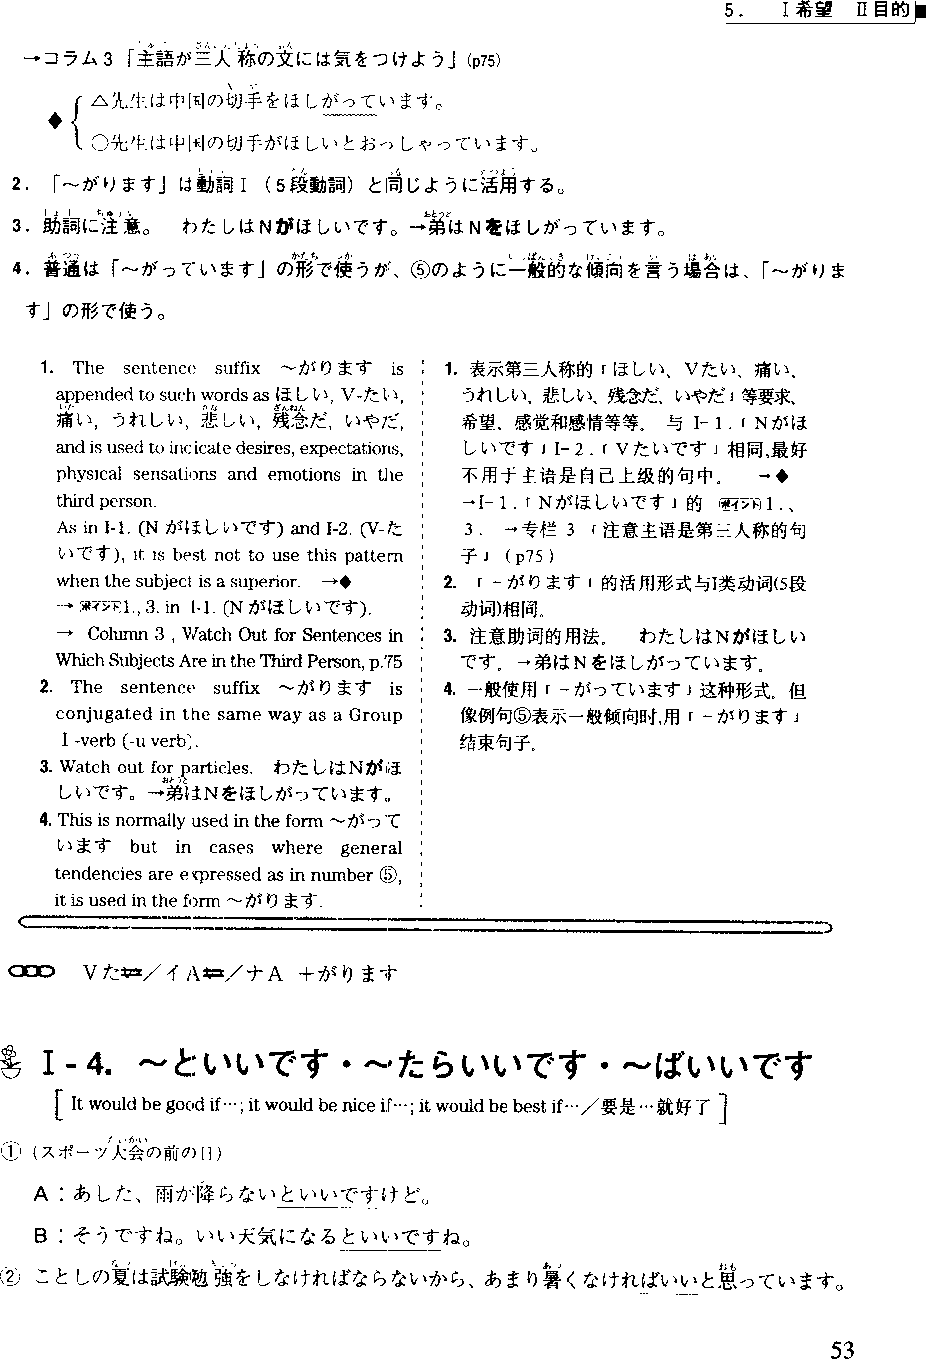 5. Ⅰ希望 Ⅱ目的
→コラム3「主語が三人称の文には気をつけよう」(p75)
△先生は中国の切手をほしがっています。
◆
○先生は中国の切手がほしいとおっしゃっています。
2. 「～がります」は動詞Ⅰ(5段動詞)と同じように活用する。
3. 助詞に注意。 わたしはNがほしいです。→弟はNをほしがっています。
4. 普通は「～がっています」の形で使うが、⑤のように一般的な傾向を言う場合は、「～がりま
す」の形で使う。
1. The sentence suffix ～がります is
appended to such words as ほしい, V-たい,
痛い, うれしい, 悲しい, 残念だ, いやだ,
and is used to indicate desires, expectations,
physical sensations and emotions in the
third person.
As in I-1. (N がほしいです) and I-2. (V-た
いです), it is best not to use this pattern
when the subject is a superior. →◆
→ 1., 3. in I-1. (N がほしいです).
→ Column 3 , Watch Out for Sentences in
Which Subjects Are in the Third Person, p.75
2. The sentence suffix ～がります is
conjugated in the same way as a Group
Ⅰ-verb (-u verb).
3. Watch out for particles. わたしはNがほ
しいです。→弟はNをほしがっています。
4. This is normally used in the form ～がって
います but in cases where general
tendencies are expressed as in number ⑤,
it is used in the form ～がります.
1. 表示第三人称的「ほしい、Vたい、痛い、
うれしい、悲しい、残念だ、いやだ」等要求、
希望、感觉和感情等等。 与 I-1.「Nがほ
しいです」I-2.「Vたいです」相同,最好
不用于主语是自己上级的句中。 →◆
→I-1.「Nがほしいです」的 1.、
3. →专栏 3 「注意主语是第三人称的句
子」(p75)
2. 「-がります」的活用形式与I类动词(5段
动词)相同。
3. 注意助词的用法。 わたしはNがほしい
です。→弟はNをほしがっています。
4. 一般使用「-がっています」这种形式。但
像例句⑤表示一般倾向时,用「-がります」
结束句子。
Vたい／イAい／ナA +がります
Ⅰ-4. ～といいです・～たらいいです・～ばいいです
[It would be good if…; it would be nice if…; it would be best if…／要是…就好了]
① (スポーツ大会の前の日)
A：あした、雨が降らないといいですけど。
B：そうですね。いい天気になるといいですね。
② ことしの夏は試験勉強をしなければならないから、あまり暑くなければいいと思っています。
53